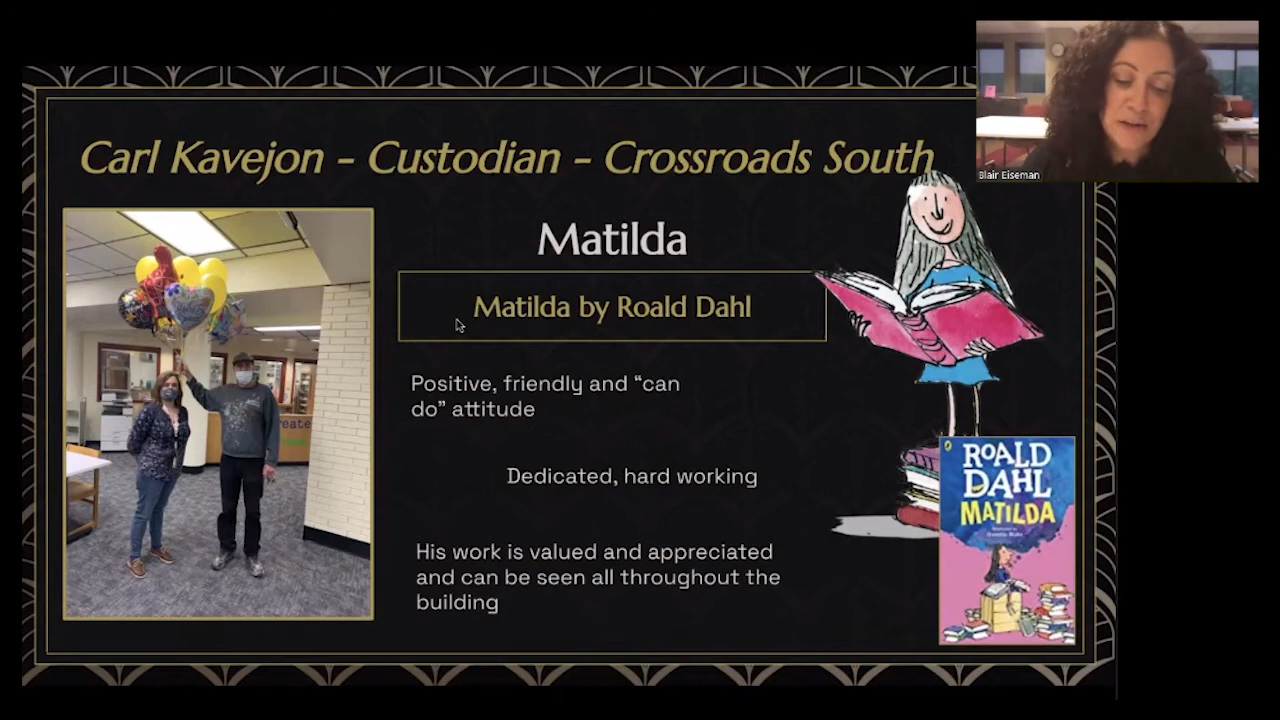 Carl Kavejon - Custodian - Crossroads South
Blair Eiseman
Matilda
Matilda by Roald Dahl
Positive, friendly and “can
do” attitude
Dedicated, hard working
His work is valued and appreciated
and can be seen all throughout the
building
ROALD
DAHL
MATILDA